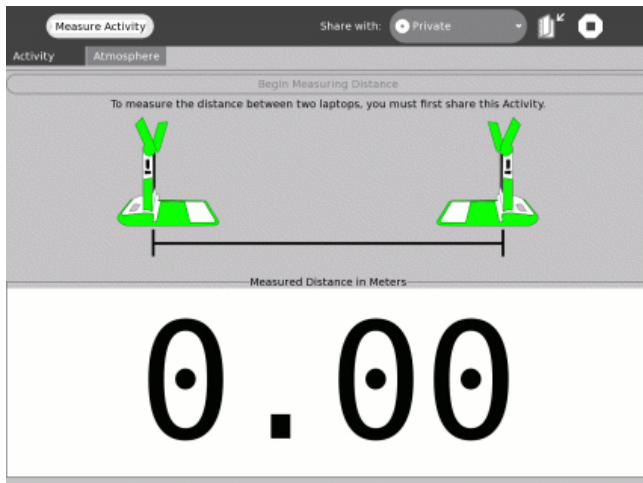 Measure Activity
Share with: Private
Activity Atmosphere
Begin Measuring Distance
To measure the distance between two laptops, you must first share this Activity.
Measured Distance in Meters
0.00